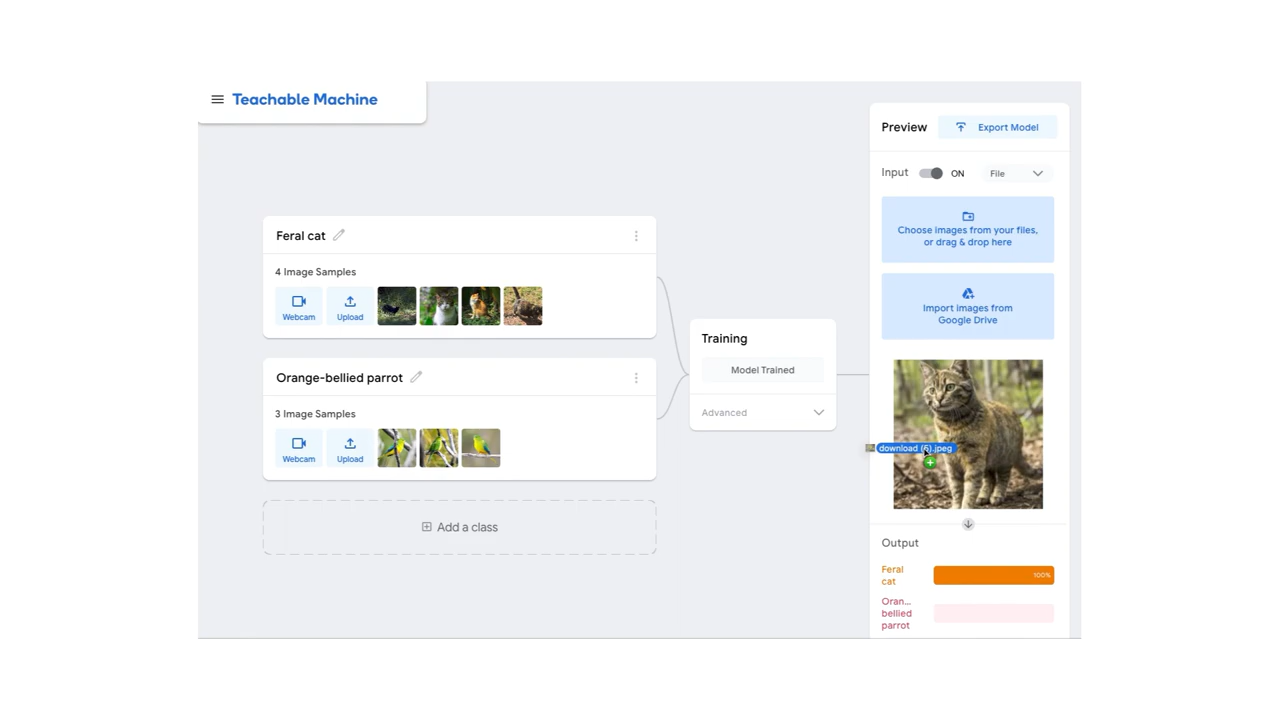 Teachable Machine
Preview
Export Model
Input
ON
File
Choose images from your files,
or drag & drop here
Import images from
Google Drive
Feral cat
4 Image Samples
Webcam
Upload
Orange-bellied parrot
3 Image Samples
Webcam
Upload
Add a class
Training
Model Trained
Advanced
download (5).jpeg
Output
Feral
cat
100%
Oran...
bellied
parrot